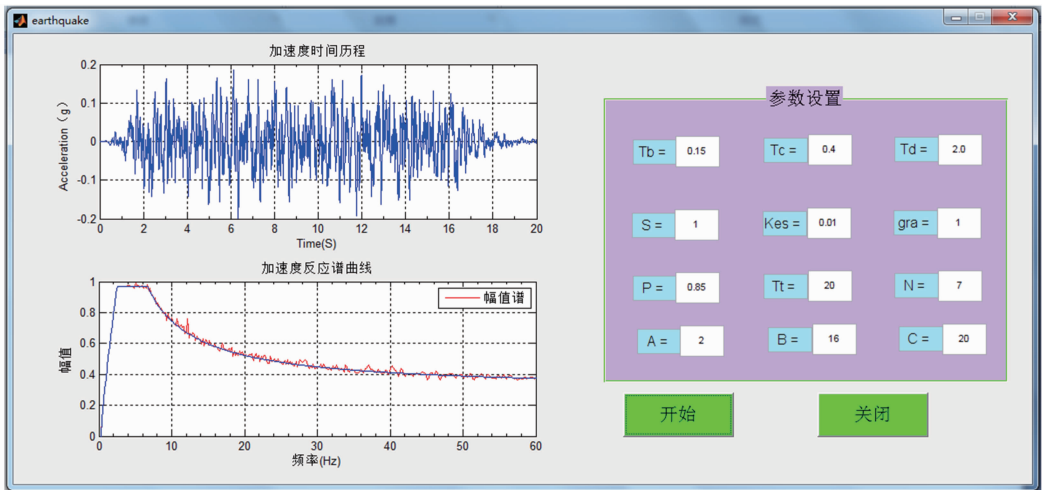 earthquake
加速度时间历程
Acceleration（g）
0.2
0.1
0
-0.1
-0.2
0 2 4 6 8 10 12 14 16 18 20
Time(S)
加速度反应谱曲线
幅值谱
幅值
1
0.8
0.6
0.4
0.2
0
0 10 20 30 40 50 60
频率(Hz)
参数设置
Tb = 0.15 Tc = 0.4 Td = 2.0
S = 1 Kes = 0.01 gra = 1
P = 0.85 Tt = 20 N = 7
A = 2 B = 16 C = 20
开始 关闭